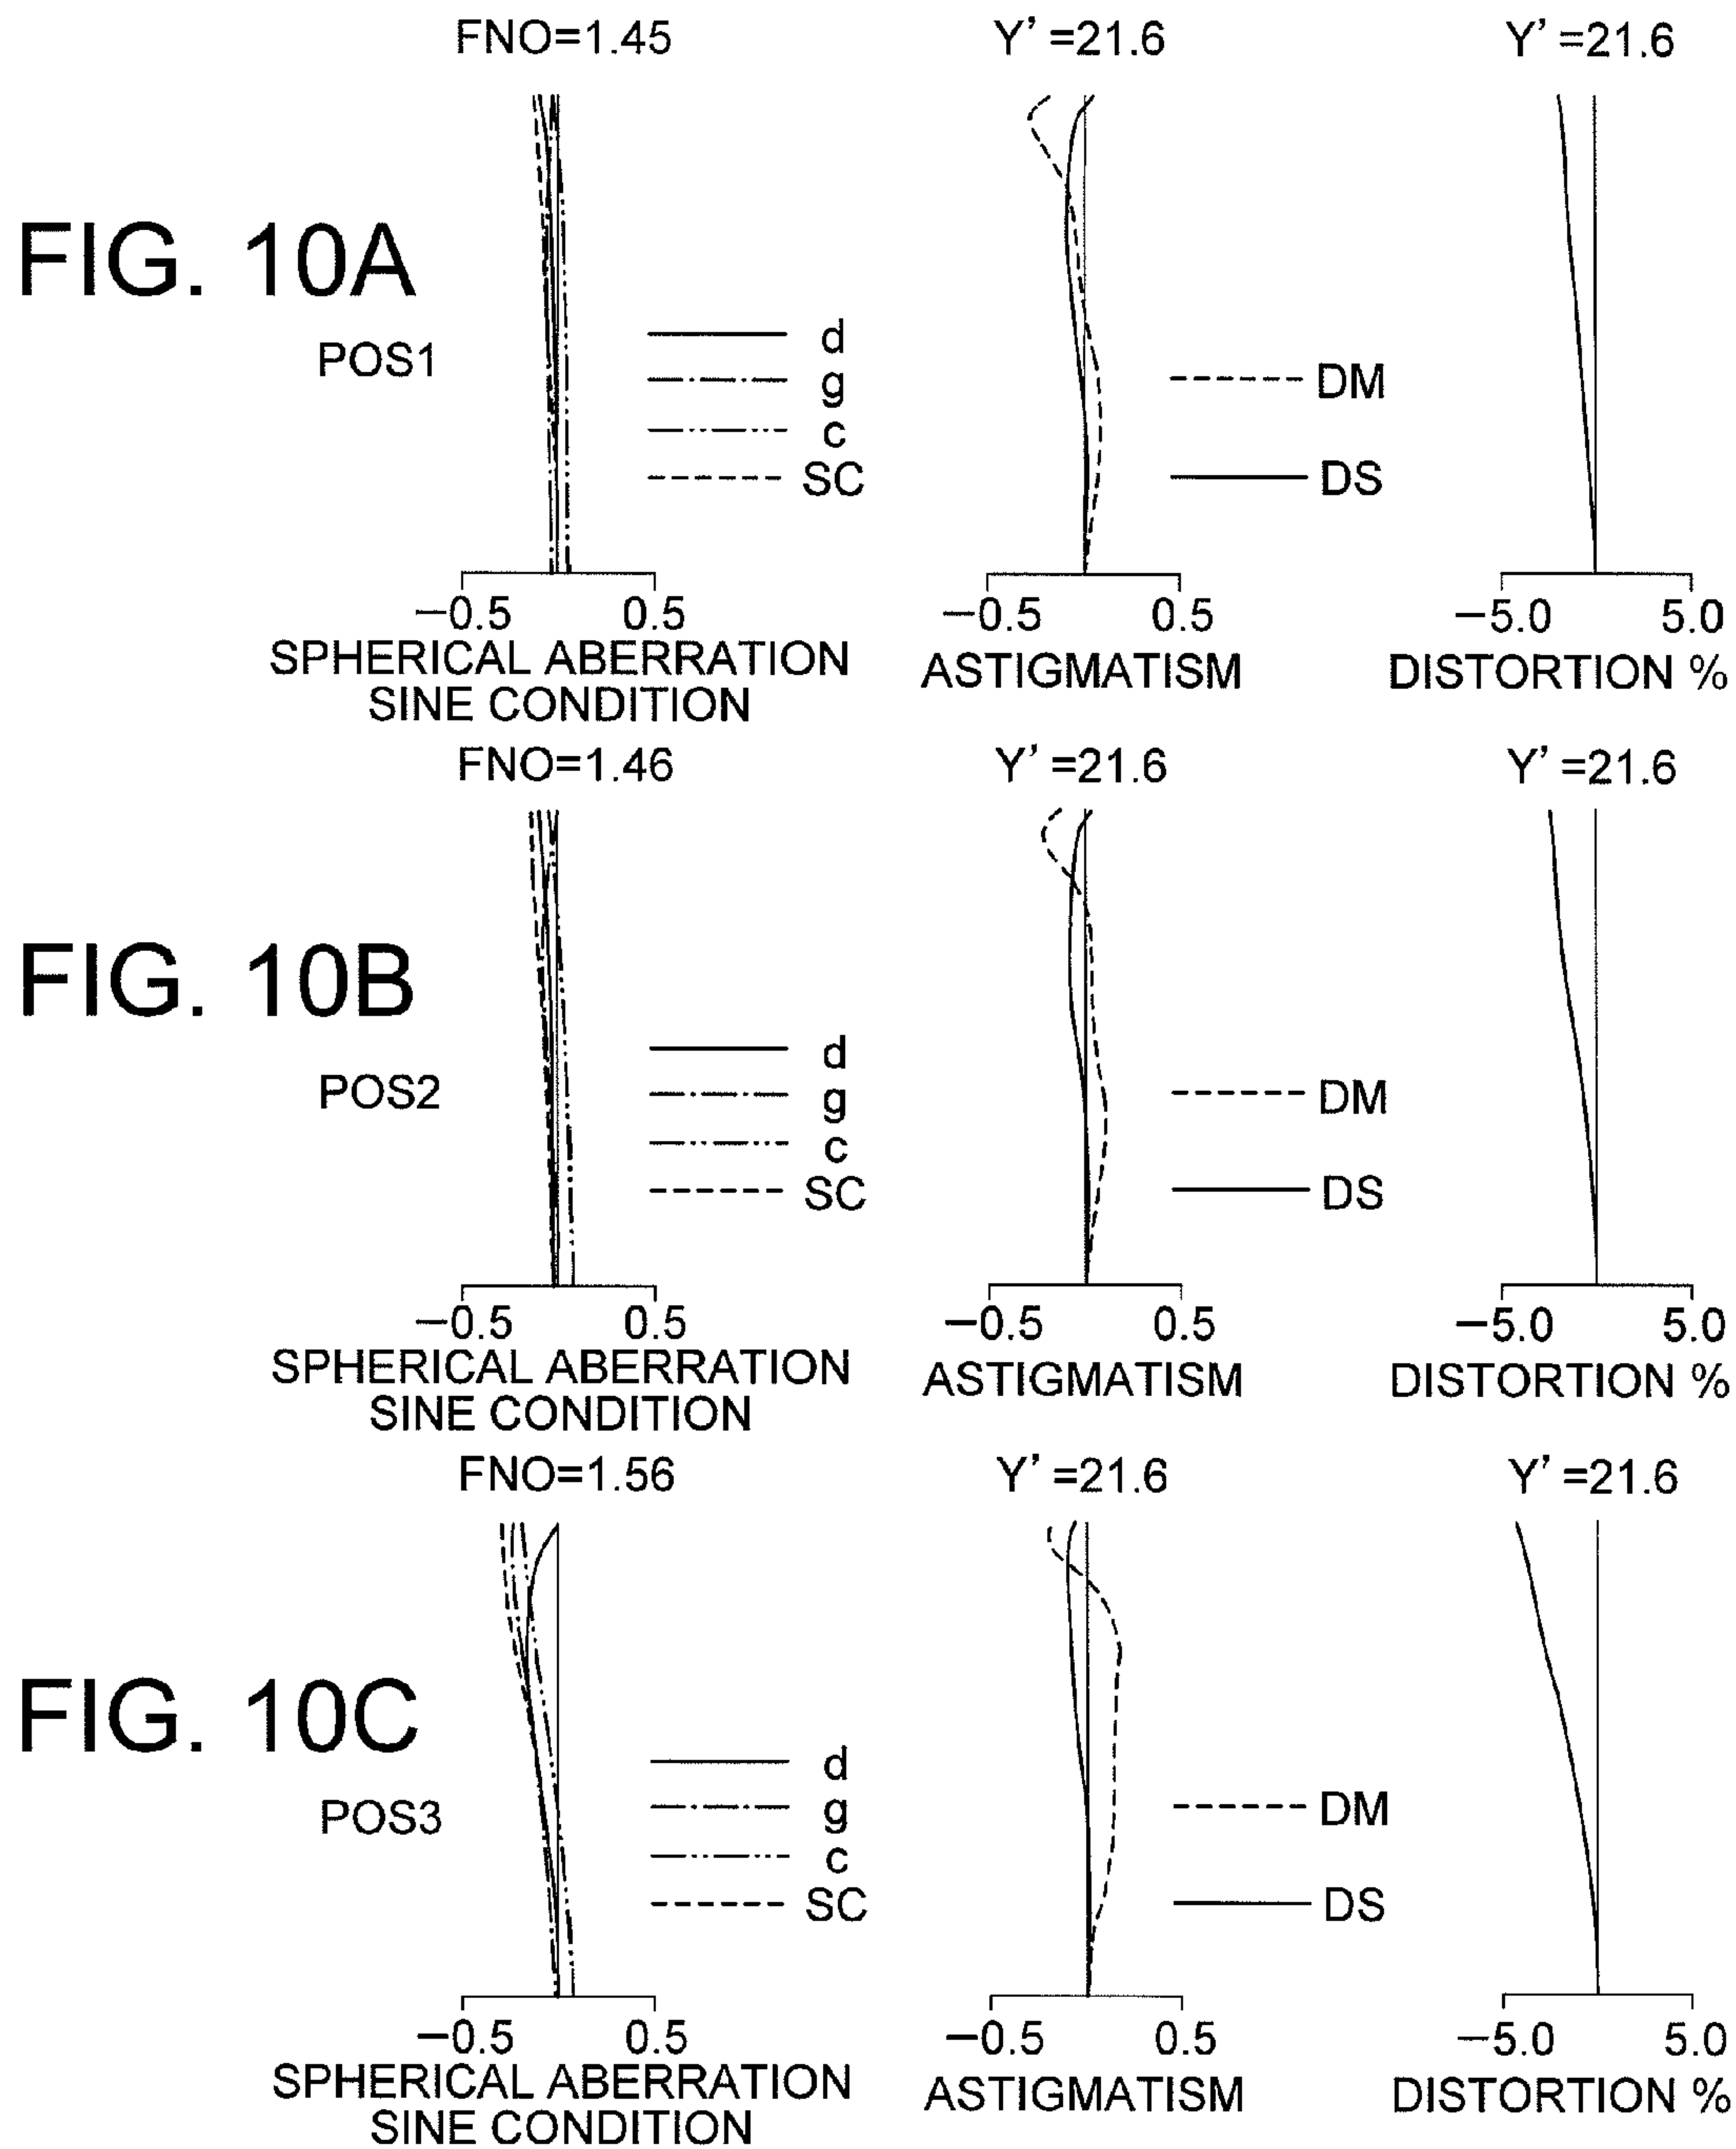 FNO=1.45
Y' =21.6
Y' =21.6
FIG. 10A
POS1
d
g
c
SC
DM
DS
−0.5 0.5
−0.5 0.5
−5.0 5.0
SPHERICAL ABERRATION
SINE CONDITION
ASTIGMATISM
DISTORTION %
FNO=1.46
Y' =21.6
Y' =21.6
FIG. 10B
POS2
d
g
c
SC
DM
DS
−0.5 0.5
−0.5 0.5
−5.0 5.0
SPHERICAL ABERRATION
SINE CONDITION
ASTIGMATISM
DISTORTION %
FNO=1.56
Y' =21.6
Y' =21.6
FIG. 10C
POS3
d
g
c
SC
DM
DS
−0.5 0.5
−0.5 0.5
−5.0 5.0
SPHERICAL ABERRATION
SINE CONDITION
ASTIGMATISM
DISTORTION %